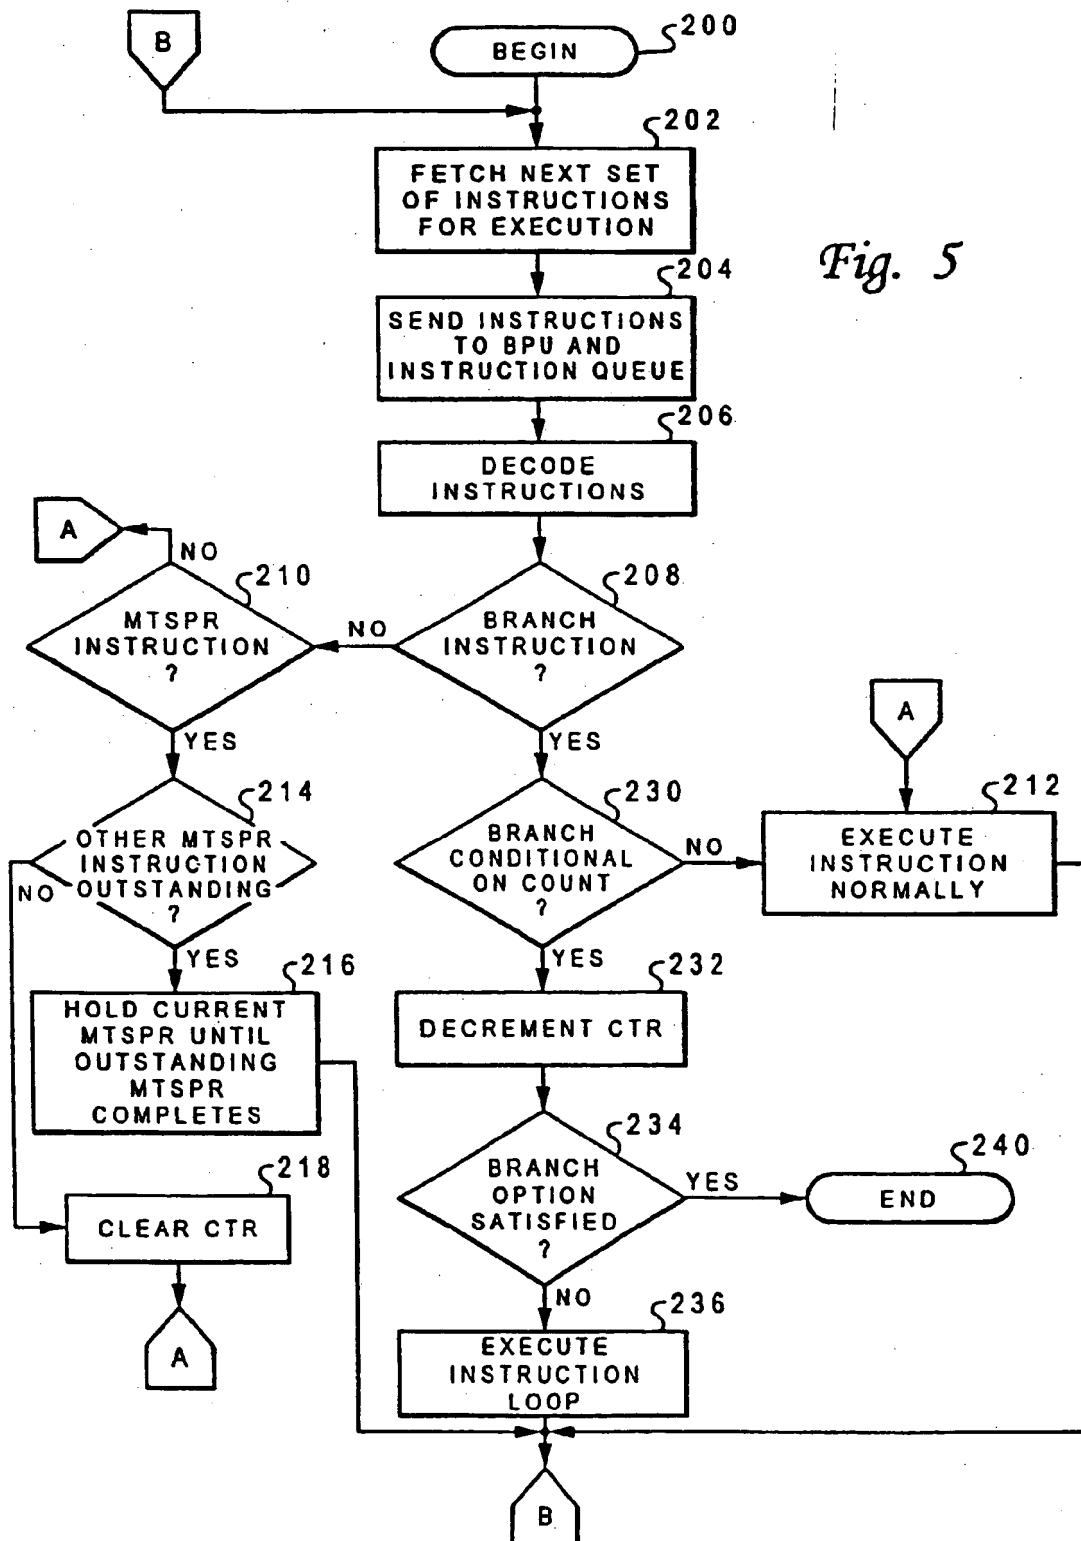 B
BEGIN
200
202
FETCH NEXT SET
OF INSTRUCTIONS
FOR EXECUTION
Fig. 5
204
SEND INSTRUCTIONS
TO BPU AND
INSTRUCTION QUEUE
206
DECODE
INSTRUCTIONS
A
NO
210
MTSPR
INSTRUCTION
?
NO
208
BRANCH
INSTRUCTION
?
YES
YES
214
OTHER MTSPR
INSTRUCTION
OUTSTANDING
?
NO
YES
230
BRANCH
CONDITIONAL
ON COUNT
?
NO
YES
A
212
EXECUTE
INSTRUCTION
NORMALLY
216
HOLD CURRENT
MTSPR UNTIL
OUTSTANDING
MTSPR
COMPLETES
232
DECREMENT CTR
218
CLEAR CTR
A
234
BRANCH
OPTION
SATISFIED
?
YES
240
END
NO
236
EXECUTE
INSTRUCTION
LOOP
B